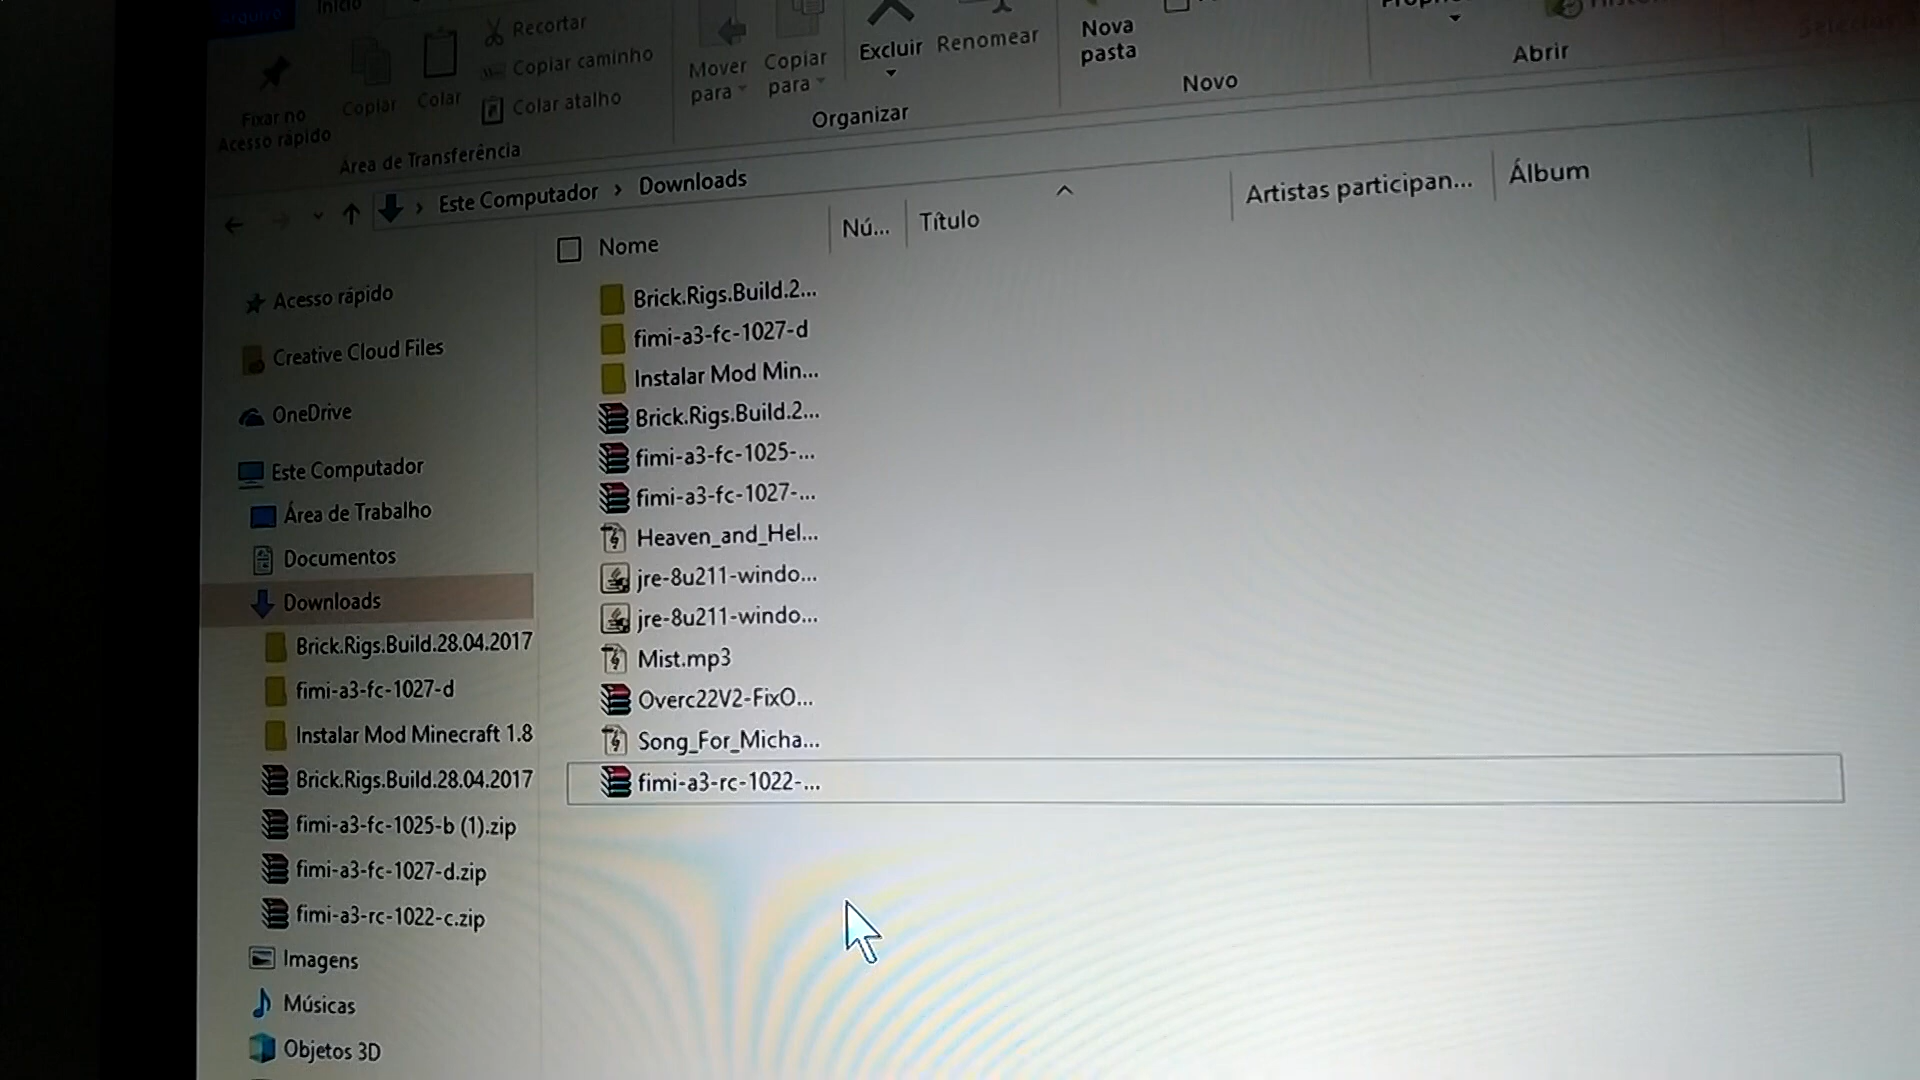 Início
Recortar
Copiar caminho
Colar atalho
Fixar no
Acesso rápido
Copiar
Colar
Área de Transferência
Mover
para
Copiar
para
Excluir
Renomear
Organizar
Nova
pasta
Novo
Abrir
Este Computador › Downloads
Nome
Nú...
Título
Artistas participan...
Álbum
Acesso rápido
Creative Cloud Files
OneDrive
Este Computador
Área de Trabalho
Documentos
Downloads
Brick.Rigs.Build.28.04.2017
fimi-a3-fc-1027-d
Instalar Mod Minecraft 1.8
Brick.Rigs.Build.28.04.2017
fimi-a3-fc-1025-b (1).zip
fimi-a3-fc-1027-d.zip
fimi-a3-rc-1022-c.zip
Imagens
Músicas
Objetos 3D
Brick.Rigs.Build.2...
fimi-a3-fc-1027-d
Instalar Mod Min...
Brick.Rigs.Build.2...
fimi-a3-fc-1025-...
fimi-a3-fc-1027-...
Heaven_and_Hel...
jre-8u211-windo...
jre-8u211-windo...
Mist.mp3
Overc22V2-FixO...
Song_For_Micha...
fimi-a3-rc-1022-...